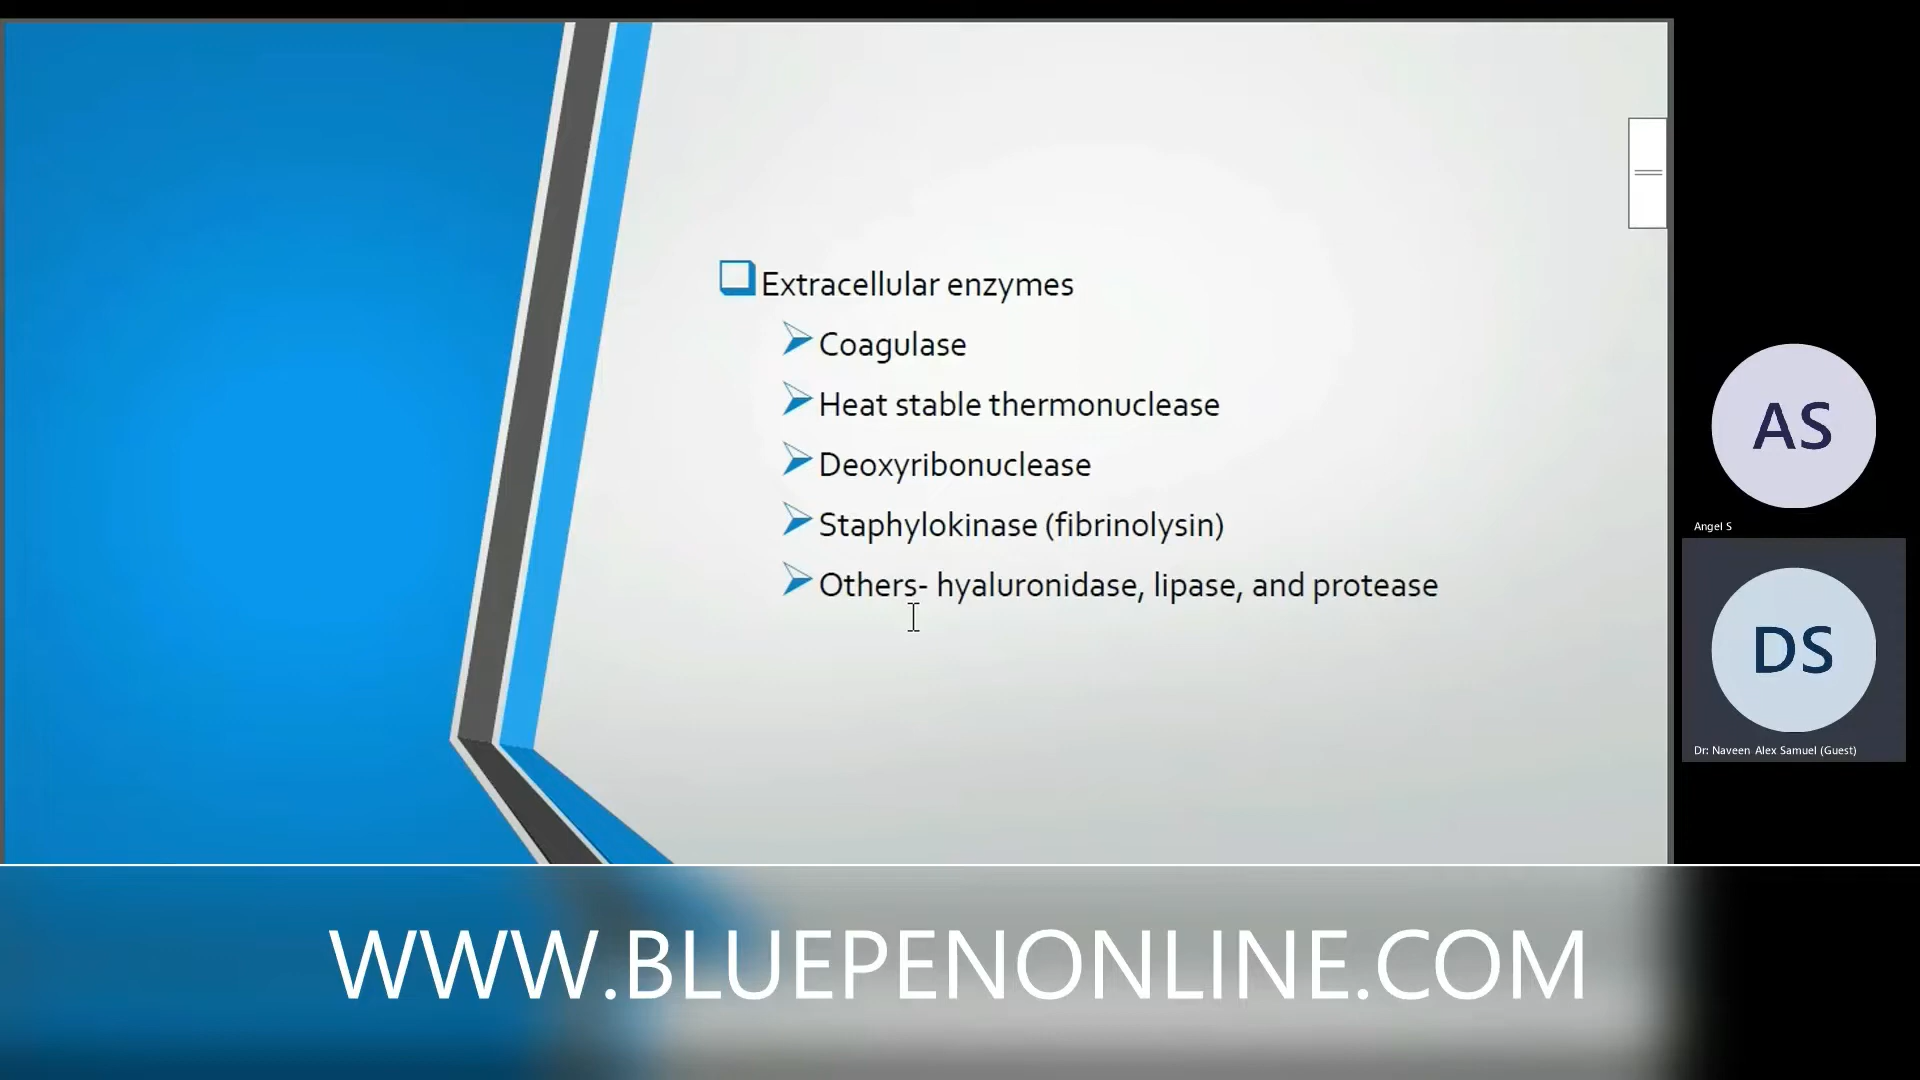 Extracellular enzymes
Coagulase
Heat stable thermonuclease
Deoxyribonuclease
Staphylokinase (fibrinolysin)
Others- hyaluronidase, lipase, and protease
AS
Angel S
DS
Dr: Naveen Alex Samuel (Guest)
WWW.BLUEPENONLINE.COM